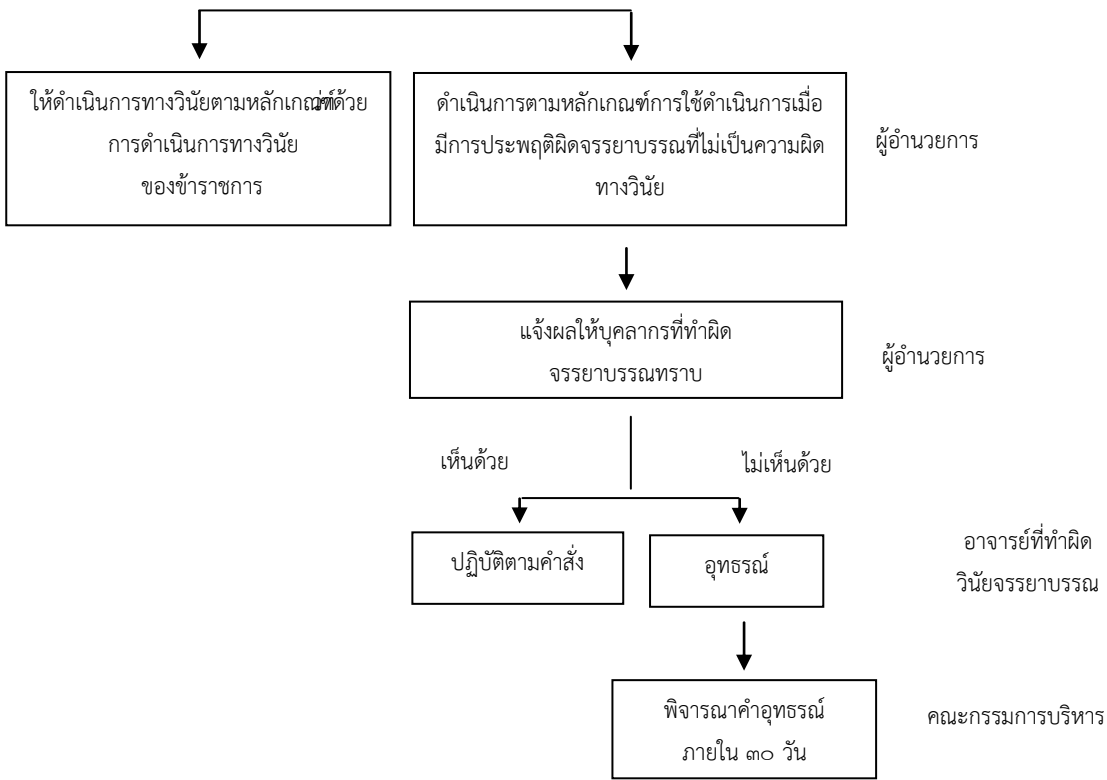 ให้ดำเนินการทางวินัยตามหลักเกณฑ์ว่าด้วย
การดำเนินการทางวินัย
ของข้าราชการ
ดำเนินการตามหลักเกณฑ์การใช้ดำเนินการเมื่อ
มีการประพฤติผิดจรรยาบรรณที่ไม่เป็นความผิด
ทางวินัย
ผู้อำนวยการ
แจ้งผลให้บุคลากรที่ทำผิด
จรรยาบรรณทราบ
ผู้อำนวยการ
เห็นด้วย
ไม่เห็นด้วย
ปฏิบัติตามคำสั่ง
อุทธรณ์
อาจารย์ที่ทำผิด
วินัยจรรยาบรรณ
พิจารณาคำอุทธรณ์
ภายใน ๓๐ วัน
คณะกรรมการบริหาร